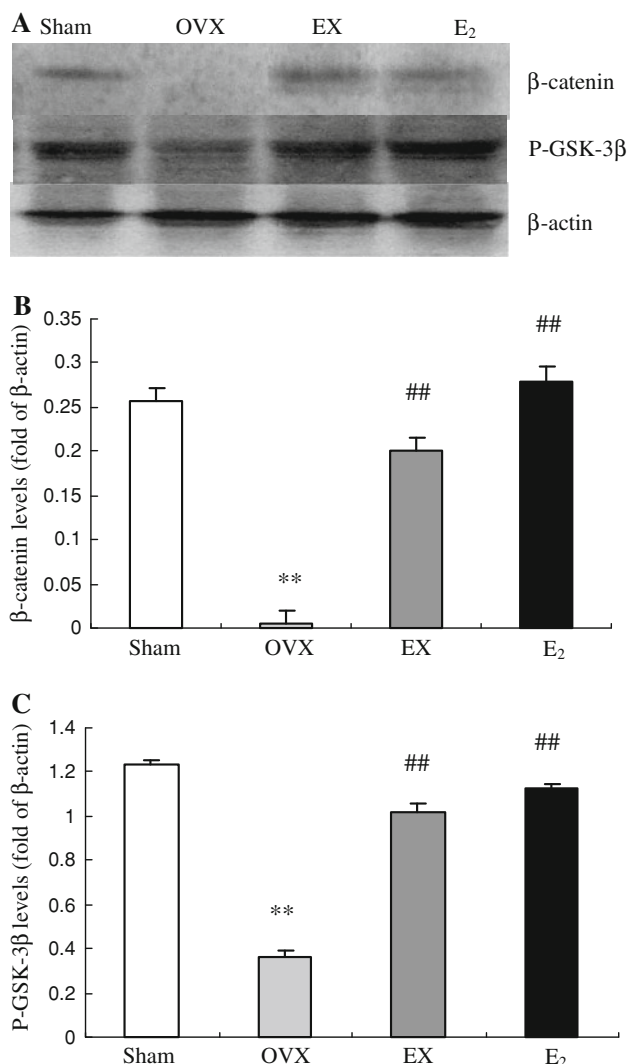 A Sham OVX EX E₂
β-catenin
P-GSK-3β
β-actin
B
β-catenin levels (fold of β-actin)
0.35
0.3
0.25
0.2
0.15
0.1
0.05
0
##
##
**
Sham OVX EX E₂
C
P-GSK-3β levels (fold of β-actin)
1.4
1.2
1
0.8
0.6
0.4
0.2
0
##
##
**
Sham OVX EX E₂